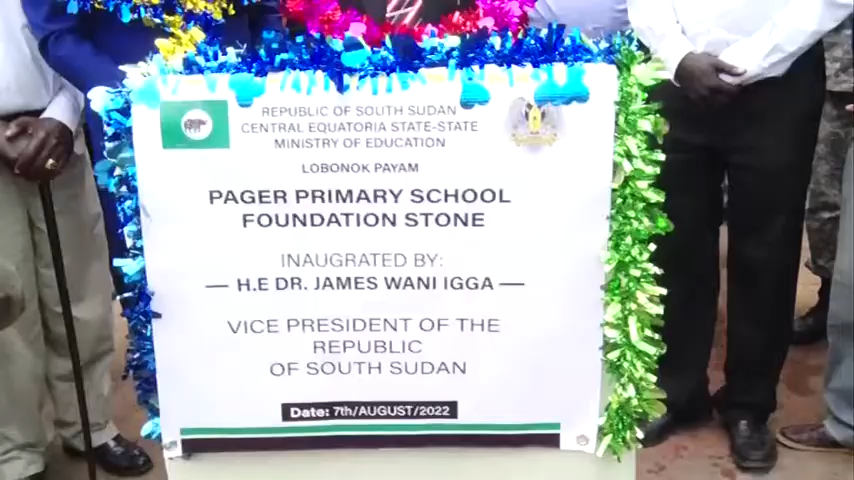 REPUBLIC OF SOUTH SUDAN
CENTRAL EQUATORIA STATE-STATE
MINISTRY OF EDUCATION
LOBONOK PAYAM
PAGER PRIMARY SCHOOL
FOUNDATION STONE
INAUGRATED BY:
— H.E DR. JAMES WANI IGGA —
VICE PRESIDENT OF THE
REPUBLIC
OF SOUTH SUDAN
Date: 7th/AUGUST/2022